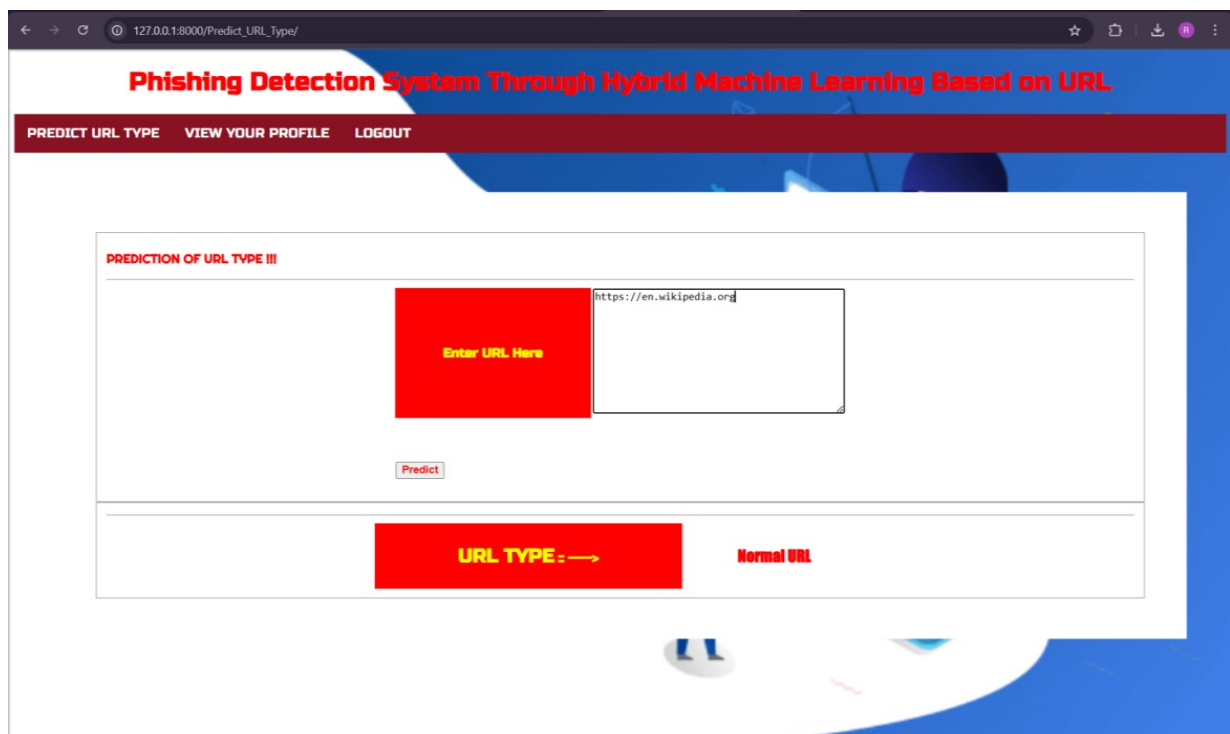 127.0.0.1:8000/Predict_URL_Type/
R
Phishing Detection System Through Hybrid Machine Learning Based on URL
PREDICT URL TYPE VIEW YOUR PROFILE LOGOUT
PREDICTION OF URL TYPE !!!
Enter URL Here
https://en.wikipedia.org
Predict
URL TYPE = --->
Normal URL